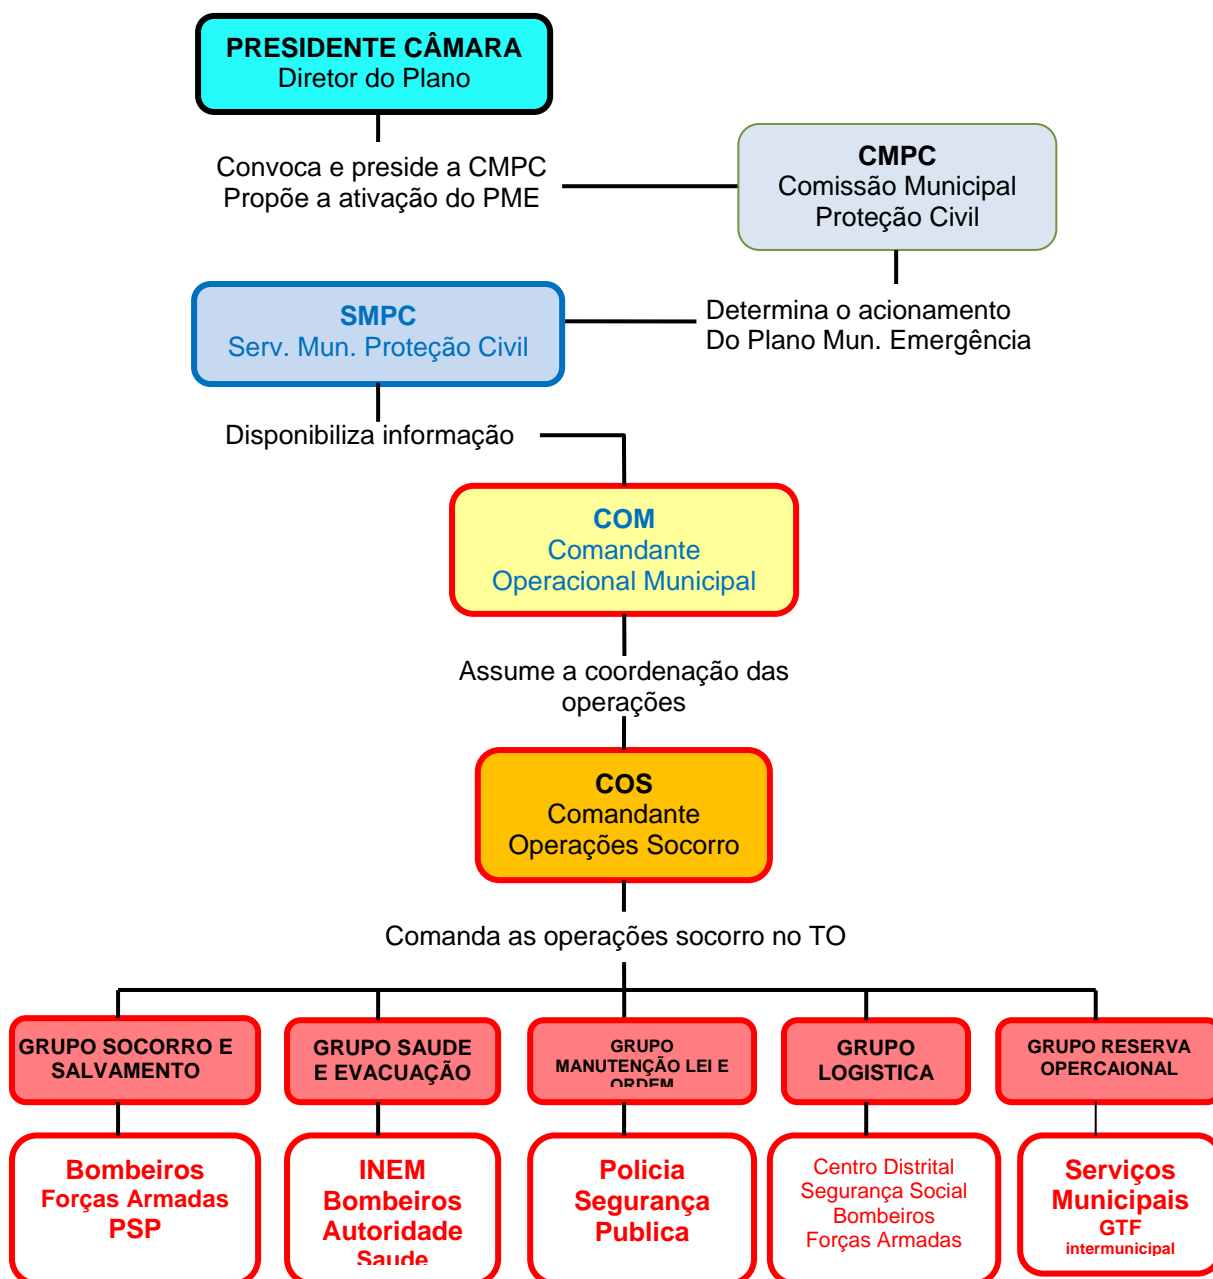 PRESIDENTE CÂMARA
Diretor do Plano
Convoca e preside a CMPC
Propõe a ativação do PME
CMPC
Comissão Municipal
Proteção Civil
SMPC
Serv. Mun. Proteção Civil
Determina o acionamento
Do Plano Mun. Emergência
Disponibiliza informação
COM
Comandante
Operacional Municipal
Assume a coordenação das
operações
COS
Comandante
Operações Socorro
Comanda as operações socorro no TO
GRUPO SOCORRO E
SALVAMENTO
GRUPO SAUDE
E EVACUAÇÃO
GRUPO
MANUTENÇÃO LEI E
ORDEM
GRUPO
LOGISTICA
GRUPO RESERVA
OPERCAIONAL
Bombeiros
Forças Armadas
PSP
INEM
Bombeiros
Autoridade
Saude
Policia
Segurança
Publica
Centro Distrital
Segurança Social
Bombeiros
Forças Armadas
Serviços
Municipais
GTF
intermunicipal